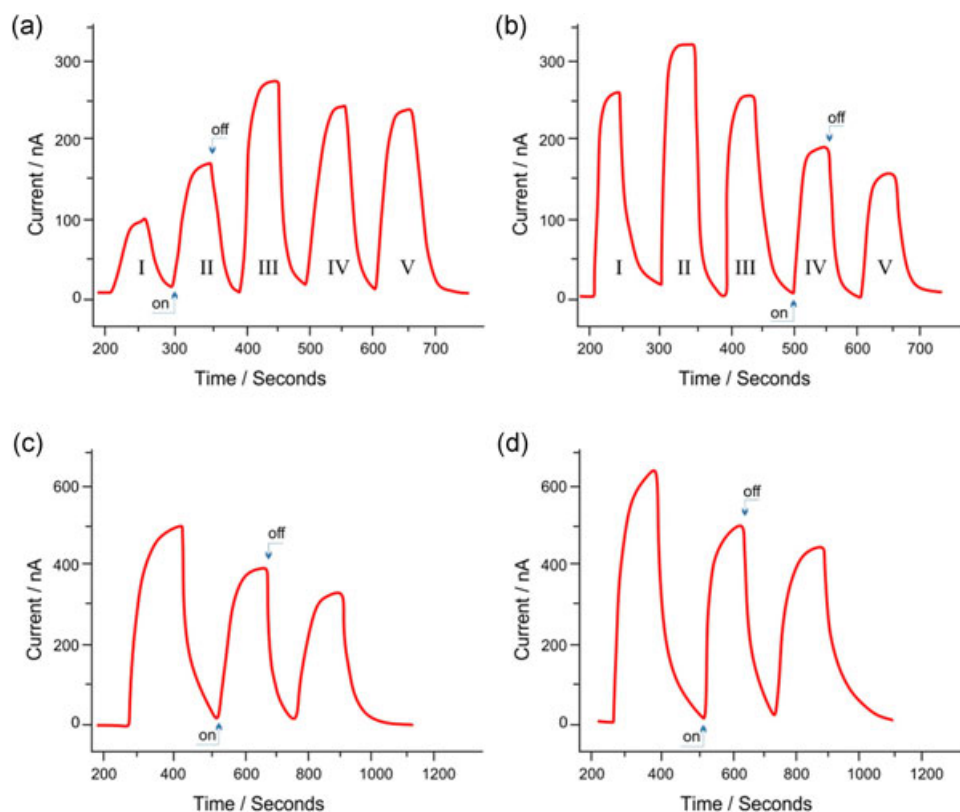 (a)
300
200
100
0
Current / nA
off
on
I
II
III
IV
V
200
300
400
500
600
700
Time / Seconds
(b)
300
200
100
0
Current / nA
off
on
I
II
III
IV
V
200
300
400
500
600
700
Time / Seconds
(c)
600
400
200
0
Current / nA
off
on
200
400
600
800
1000
1200
Time / Seconds
(d)
600
400
200
0
Current / nA
off
on
200
400
600
800
1000
1200
Time / Seconds